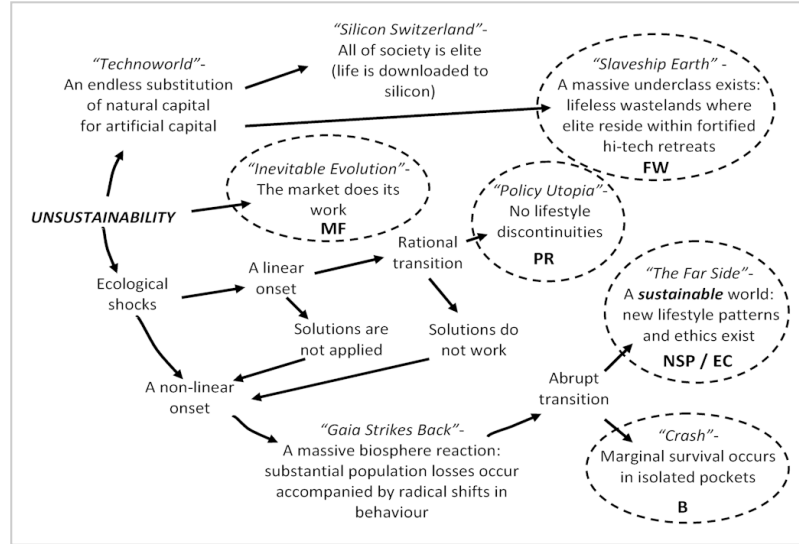 "Technoworld"-
An endless substitution
of natural capital
for artificial capital
"Silicon Switzerland"-
All of society is elite
(life is downloaded to
silicon)
"Slaveship Earth" -
A massive underclass exists:
lifeless wastelands where
elite reside within fortified
hi-tech retreats
FW
UNSUSTAINABILITY
"Inevitable Evolution"-
The market does its
work
MF
"Policy Utopia"-
No lifestyle
discontinuities
PR
Ecological
shocks
A linear
onset
Rational
transition
Solutions are
not applied
Solutions do
not work
A non-linear
onset
"Gaia Strikes Back"-
A massive biosphere reaction:
substantial population losses occur
accompanied by radical shifts in
behaviour
Abrupt
transition
"The Far Side"-
A sustainable world:
new lifestyle patterns
and ethics exist
NSP / EC
"Crash"-
Marginal survival occurs
in isolated pockets
B